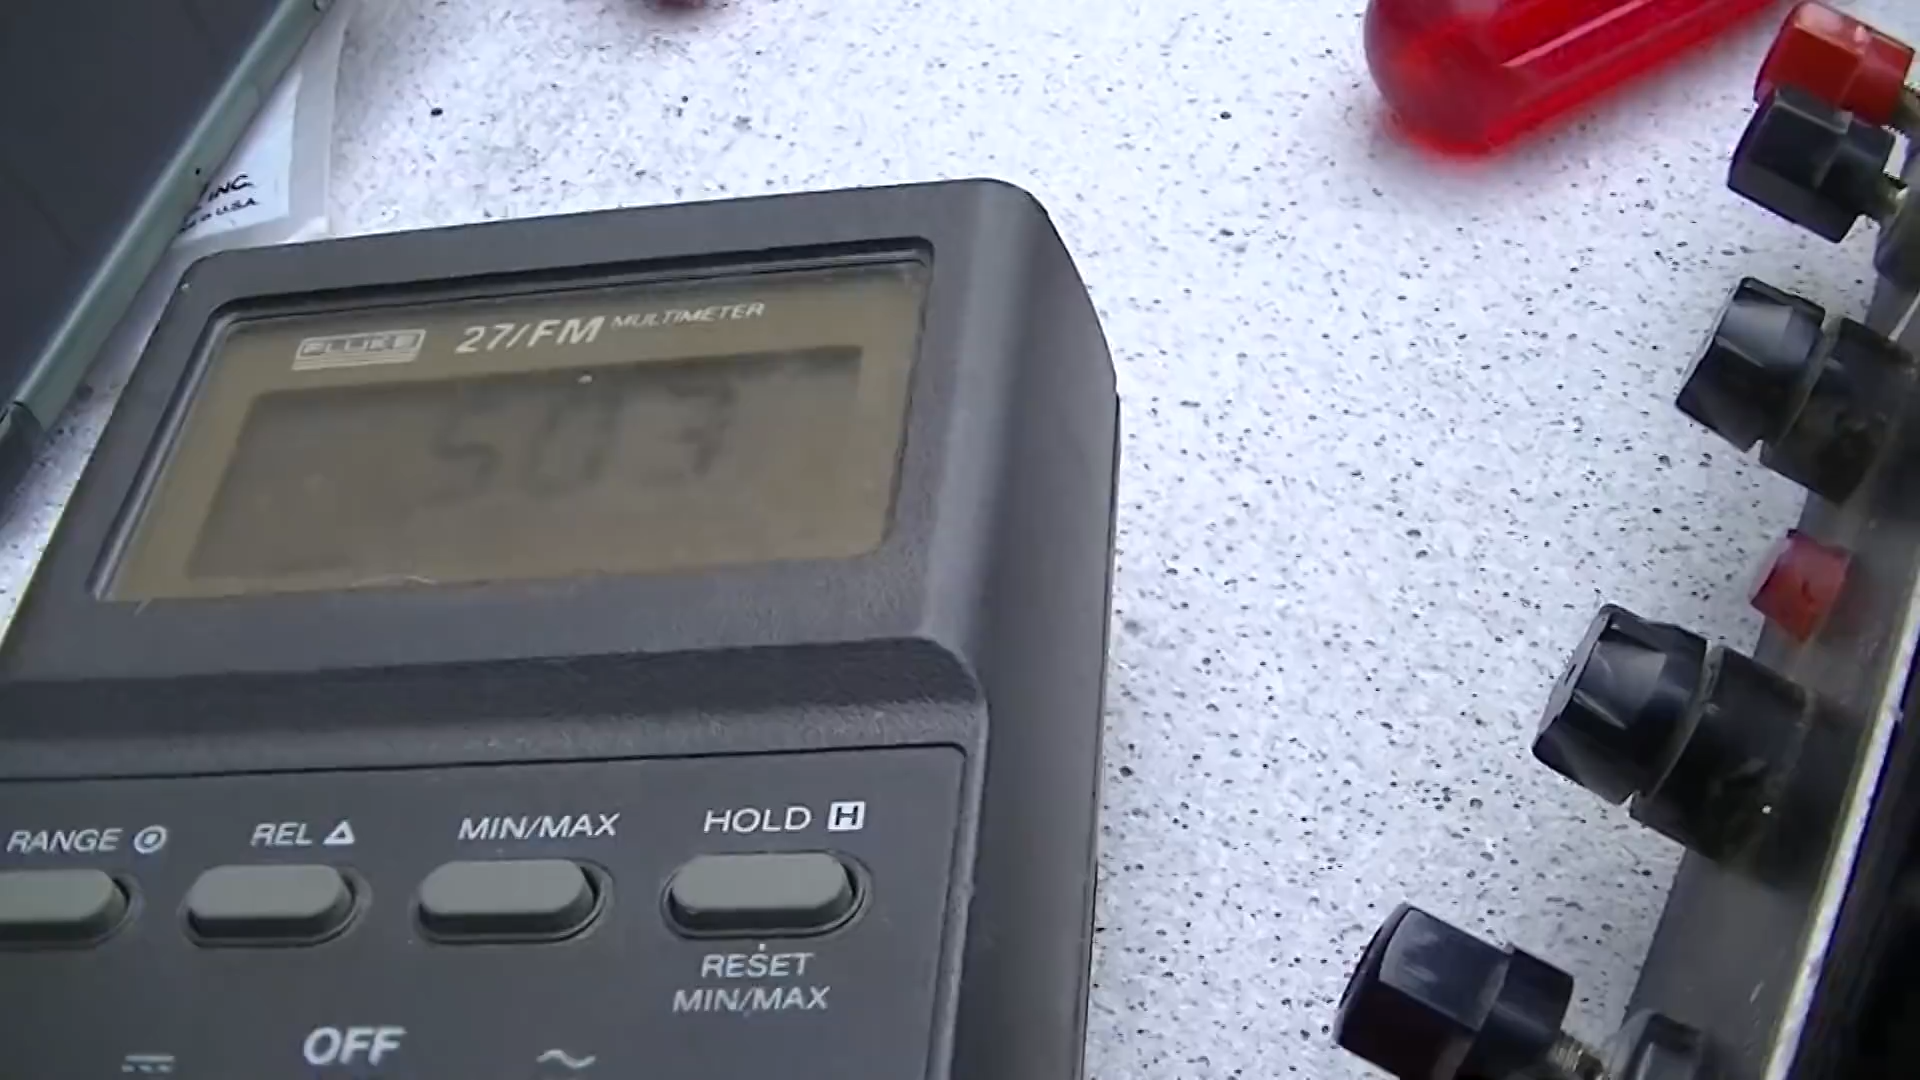 INC.
U.S.A.
FLUKE 27/FM MULTIMETER
503
RANGE
REL △
MIN/MAX
HOLD H
RESET
MIN/MAX
OFF